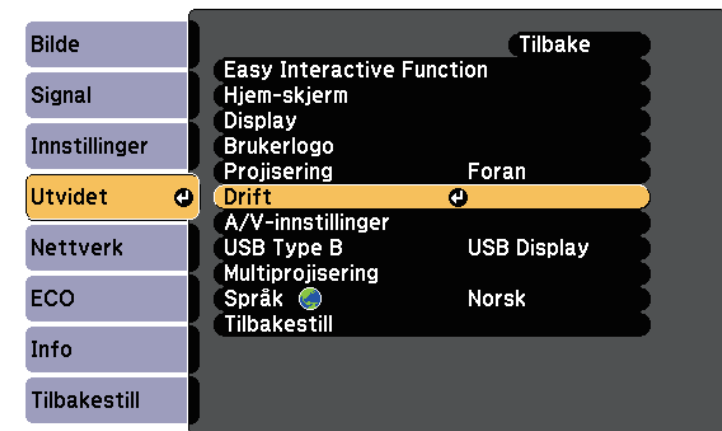 Bilde
Signal
Innstillinger
Utvidet
Nettverk
ECO
Info
Tilbakestill
Tilbake
Easy Interactive Function
Hjem-skjerm
Display
Brukerlogo
Projisering Foran
Drift
A/V-innstillinger
USB Type B USB Display
Multiprojisering
Språk Norsk
Tilbakestill